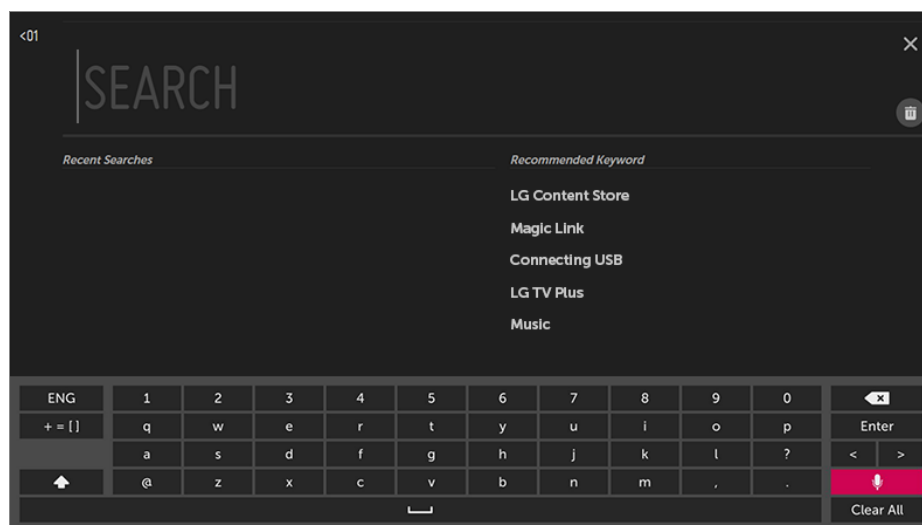 <01
SEARCH
Recent Searches
Recommended Keyword
LG Content Store
Magic Link
Connecting USB
LG TV Plus
Music
ENG 1 2 3 4 5 6 7 8 9 0
+ = [ ] q w e r t y u i o p Enter
a s d f g h j k l ? < >
@ z x c v b n m , .
Clear All